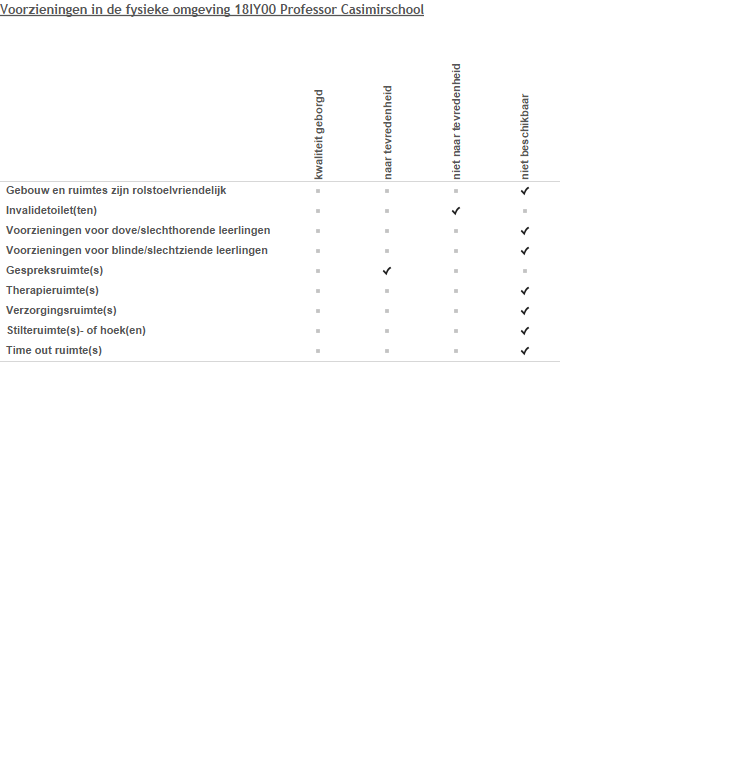 Voorzieningen in de fysieke omgeving 18IY00 Professor Casimirschool
kwaliteit geborgd
naar tevredenheid
niet naar tevredenheid
niet beschikbaar
Gebouw en ruimtes zijn rolstoelvriendelijk
Invalidetoilet(ten)
Voorzieningen voor dove/slechthorende leerlingen
Voorzieningen voor blinde/slechtziende leerlingen
Gespreksruimte(s)
Therapieruimte(s)
Verzorgingsruimte(s)
Stilteruimte(s)- of hoek(en)
Time out ruimte(s)